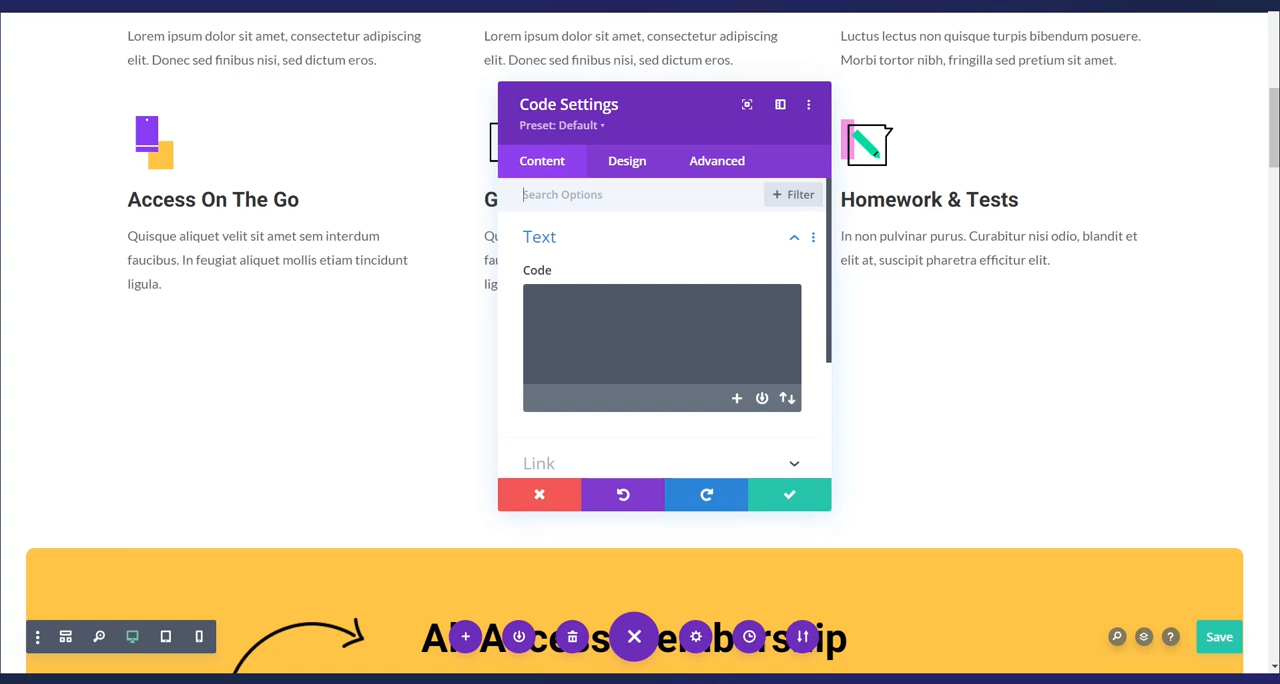 Lorem ipsum dolor sit amet, consectetur adipiscing
elit. Donec sed finibus nisi, sed dictum eros.
Lorem ipsum dolor sit amet, consectetur adipiscing
elit. Donec sed finibus nisi, sed dictum eros.
Luctus lectus non quisque turpis bibendum posuere.
Morbi tortor nibh, fringilla sed pretium sit amet.
Access On The Go
Quisque aliquet velit sit amet sem interdum
faucibus. In feugiat aliquet mollis etiam tincidunt
ligula.
G
Qu
fau
lig
Code Settings
Preset: Default
Content
Design
Advanced
Search Options
+ Filter
Text
Code
Link
Homework & Tests
In non pulvinar purus. Curabitur nisi odio, blandit et
elit at, suscipit pharetra efficitur elit.
Membership
Save